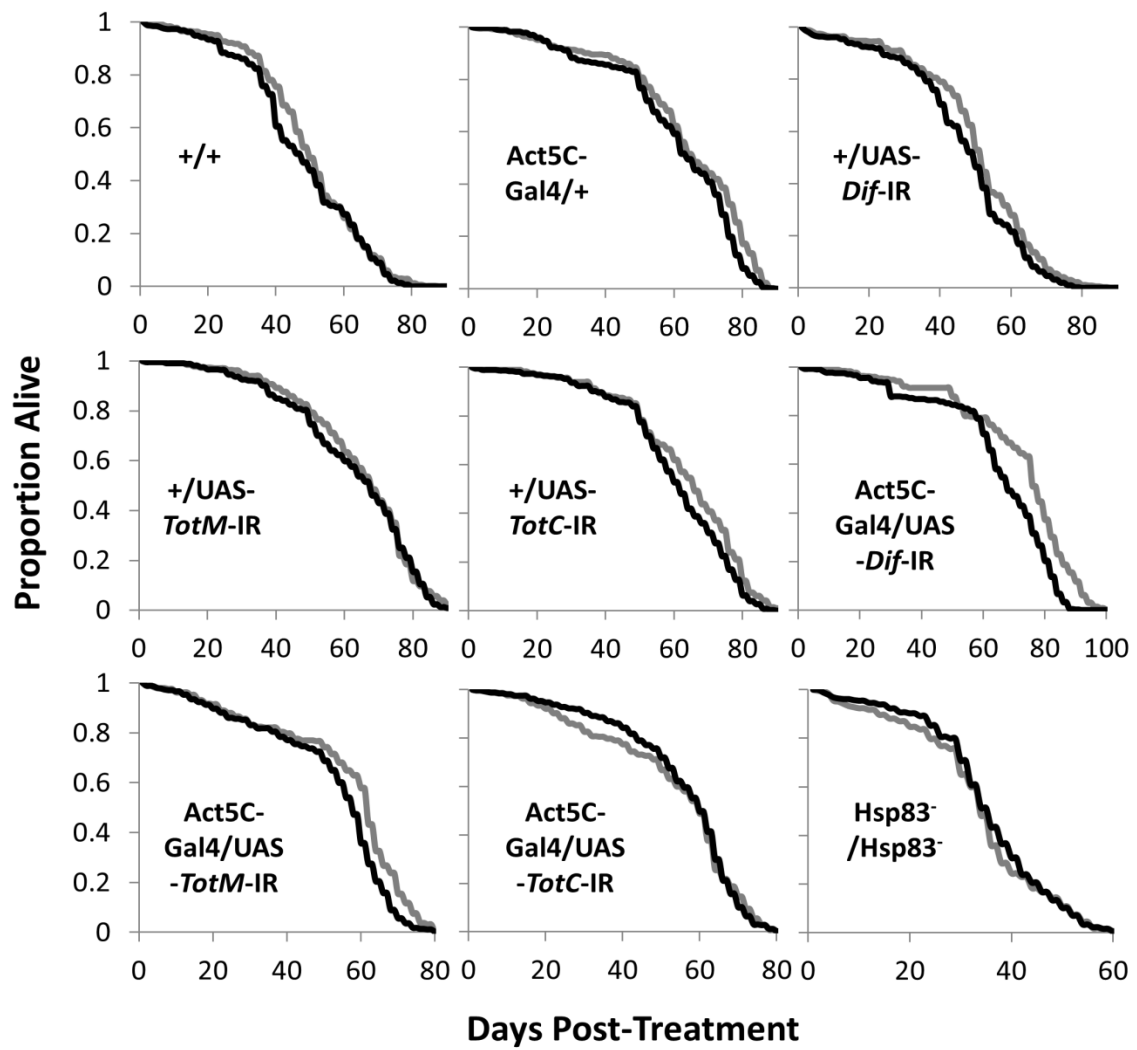 1
0.8
0.6
0.4
0.2
0
+/+
0 20 40 60 80
Act5C-
Gal4/+
0 20 40 60 80
+/UAS-
Dif-IR
0 20 40 60 80
Proportion Alive
1
0.8
0.6
0.4
0.2
0
+/UAS-
TotM-IR
0 20 40 60 80
+/UAS-
TotC-IR
0 20 40 60 80
Act5C-
Gal4/UAS
-Dif-IR
0 20 40 60 80 100
1
0.8
0.6
0.4
0.2
0
Act5C-
Gal4/UAS
-TotM-IR
0 20 40 60 80
Act5C-
Gal4/UAS
-TotC-IR
0 20 40 60 80
Hsp83⁻
/Hsp83⁻
0 20 40 60
Days Post-Treatment